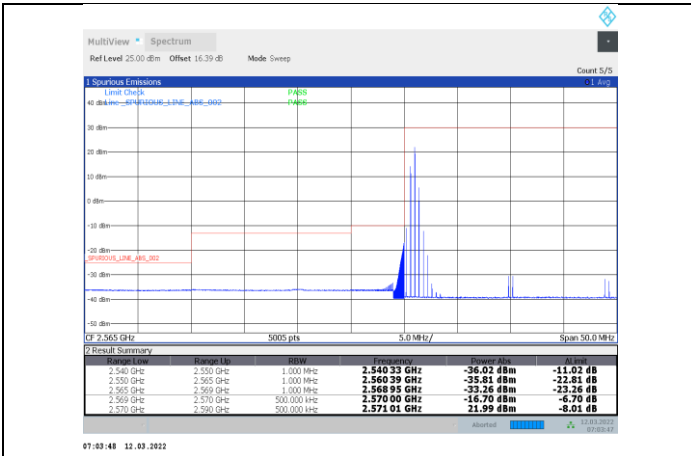 MultiView Spectrum
Ref Level 25.00 dBm Offset 16.39 dB Mode Sweep
Count 5/5
1 Spurious Emissions 1 Avg
Limit Check PASS
40 dBm Line _SPURIOUS_LINE_ABS_002 PASS
30 dBm
20 dBm
10 dBm
0 dBm
-10 dBm
-20 dBm
_SPURIOUS_LINE_ABS_002
-30 dBm
-40 dBm
-50 dBm
CF 2.565 GHz 5005 pts 5.0 MHz/ Span 50.0 MHz
2 Result Summary
Range Low Range Up RBW Frequency Power Abs ΔLimit
2.540 GHz 2.550 GHz 1.000 MHz 2.540 33 GHz -36.02 dBm -11.02 dB
2.550 GHz 2.565 GHz 1.000 MHz 2.560 39 GHz -35.81 dBm -22.81 dB
2.565 GHz 2.569 GHz 1.000 MHz 2.568 95 GHz -33.26 dBm -23.26 dB
2.569 GHz 2.570 GHz 500.000 kHz 2.570 00 GHz -16.70 dBm -6.70 dB
2.570 GHz 2.590 GHz 500.000 kHz 2.571 01 GHz 21.99 dBm -8.01 dB
Aborted 12.03.2022
07:03:47
07:03:48 12.03.2022